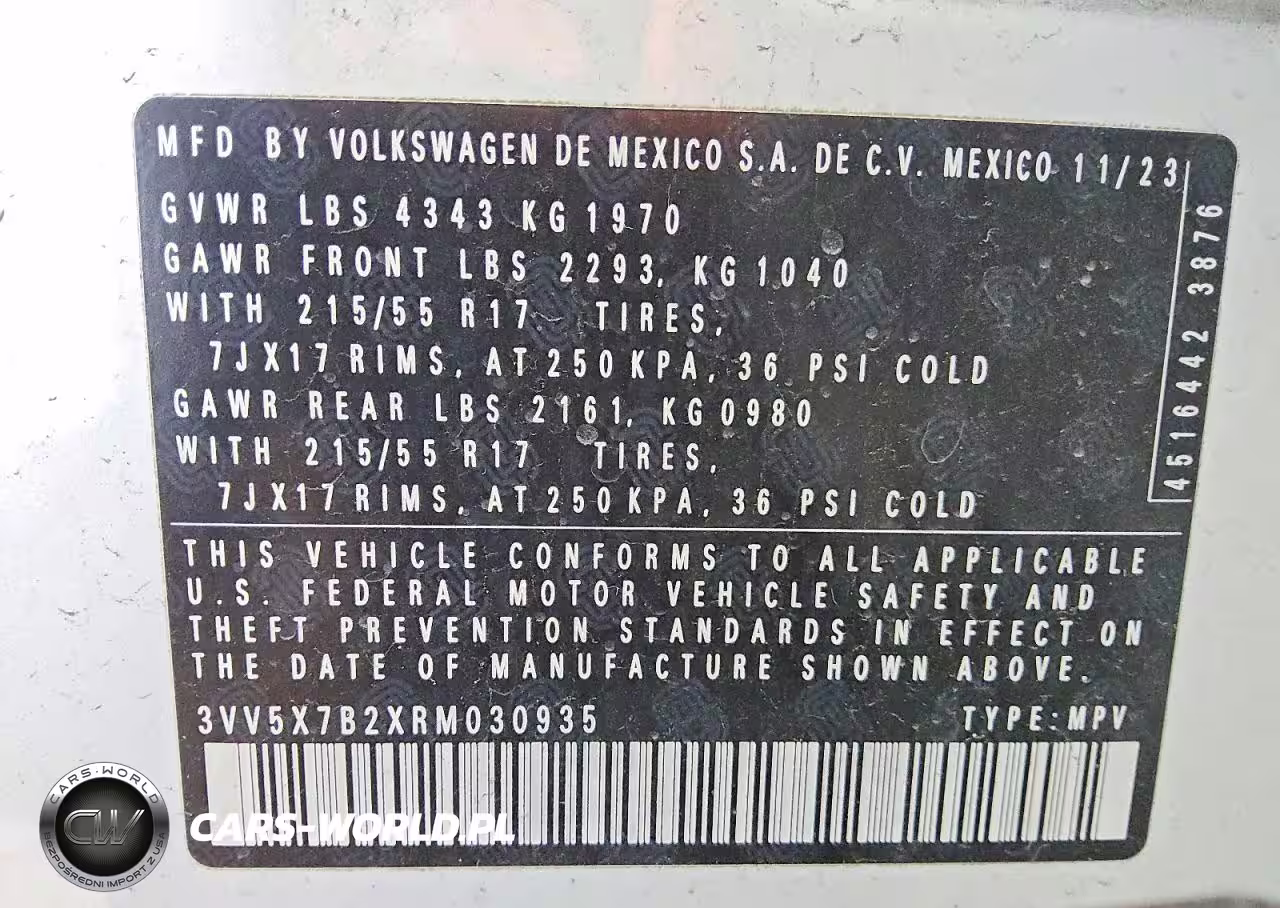 MFD BY VOLKSWAGEN DE MEXICO S.A. DE C.V. MEXICO 11/23
GVWR LBS 4343 KG 1970
GAWR FRONT LBS 2293, KG 1040
WITH 215/55 R17 TIRES,
7JX17 RIMS, AT 250 KPA, 36 PSI COLD
GAWR REAR LBS 2161, KG 0980
WITH 215/55 R17 TIRES,
7JX17 RIMS, AT 250 KPA, 36 PSI COLD
4516442 3876
THIS VEHICLE CONFORMS TO ALL APPLICABLE
U.S. FEDERAL MOTOR VEHICLE SAFETY AND
THEFT PREVENTION STANDARDS IN EFFECT ON
THE DATE OF MANUFACTURE SHOWN ABOVE.
3VV5X7B2XRM030935 TYPE:MPV
CARS-WORLD
CW
BEZPOŚREDNI IMPORT Z USA
CARS-WORLD.PL